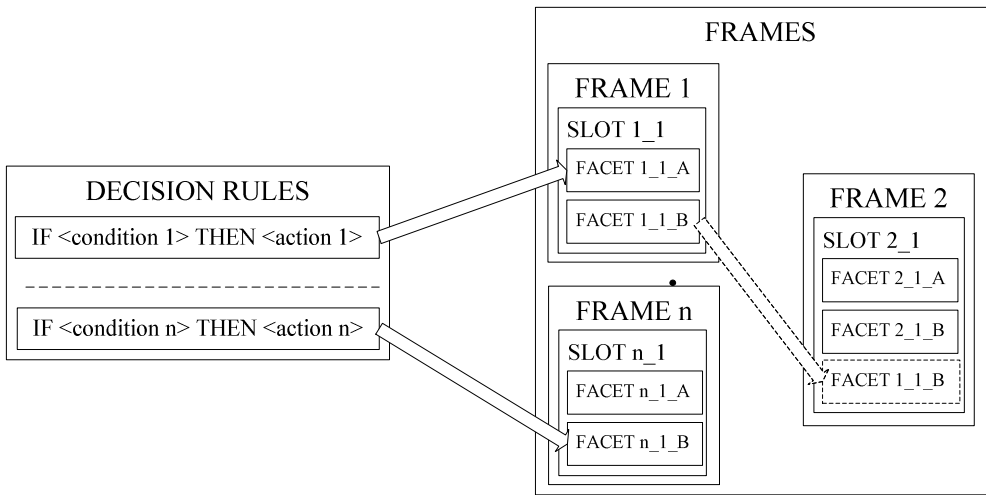 DECISION RULES
IF <condition 1> THEN <action 1>
IF <condition n> THEN <action n>
FRAMES
FRAME 1
SLOT 1_1
FACET 1_1_A
FACET 1_1_B
FRAME n
SLOT n_1
FACET n_1_A
FACET n_1_B
FRAME 2
SLOT 2_1
FACET 2_1_A
FACET 2_1_B
FACET 1_1_B